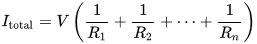 I_total = V ( 1/R_1 + 1/R_2 + ⋯ + 1/R_n )